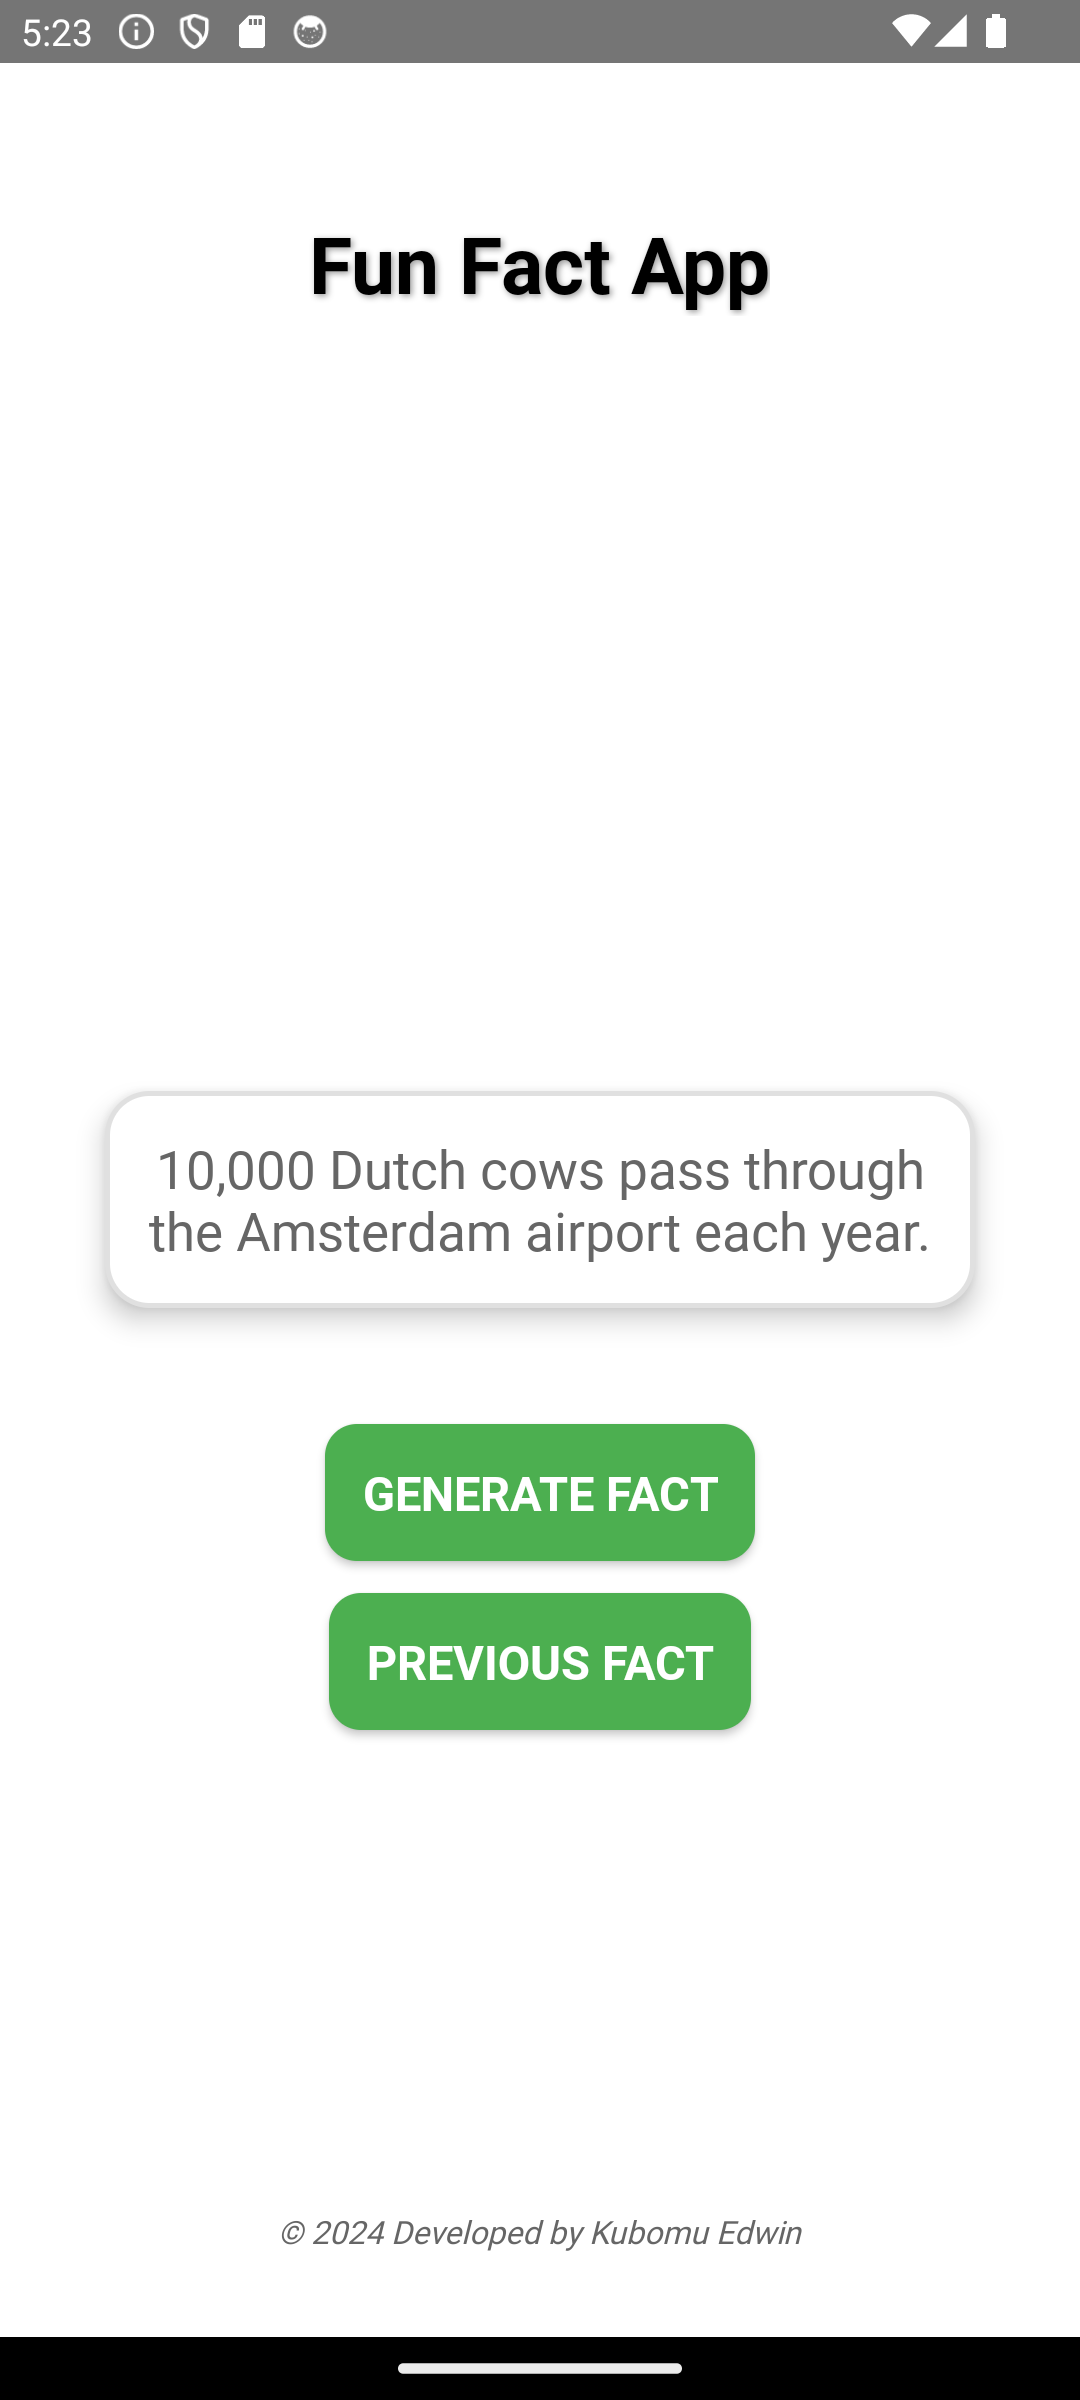 5:23
Fun Fact App
10,000 Dutch cows pass through
the Amsterdam airport each year.
GENERATE FACT
PREVIOUS FACT
© 2024 Developed by Kubomu Edwin